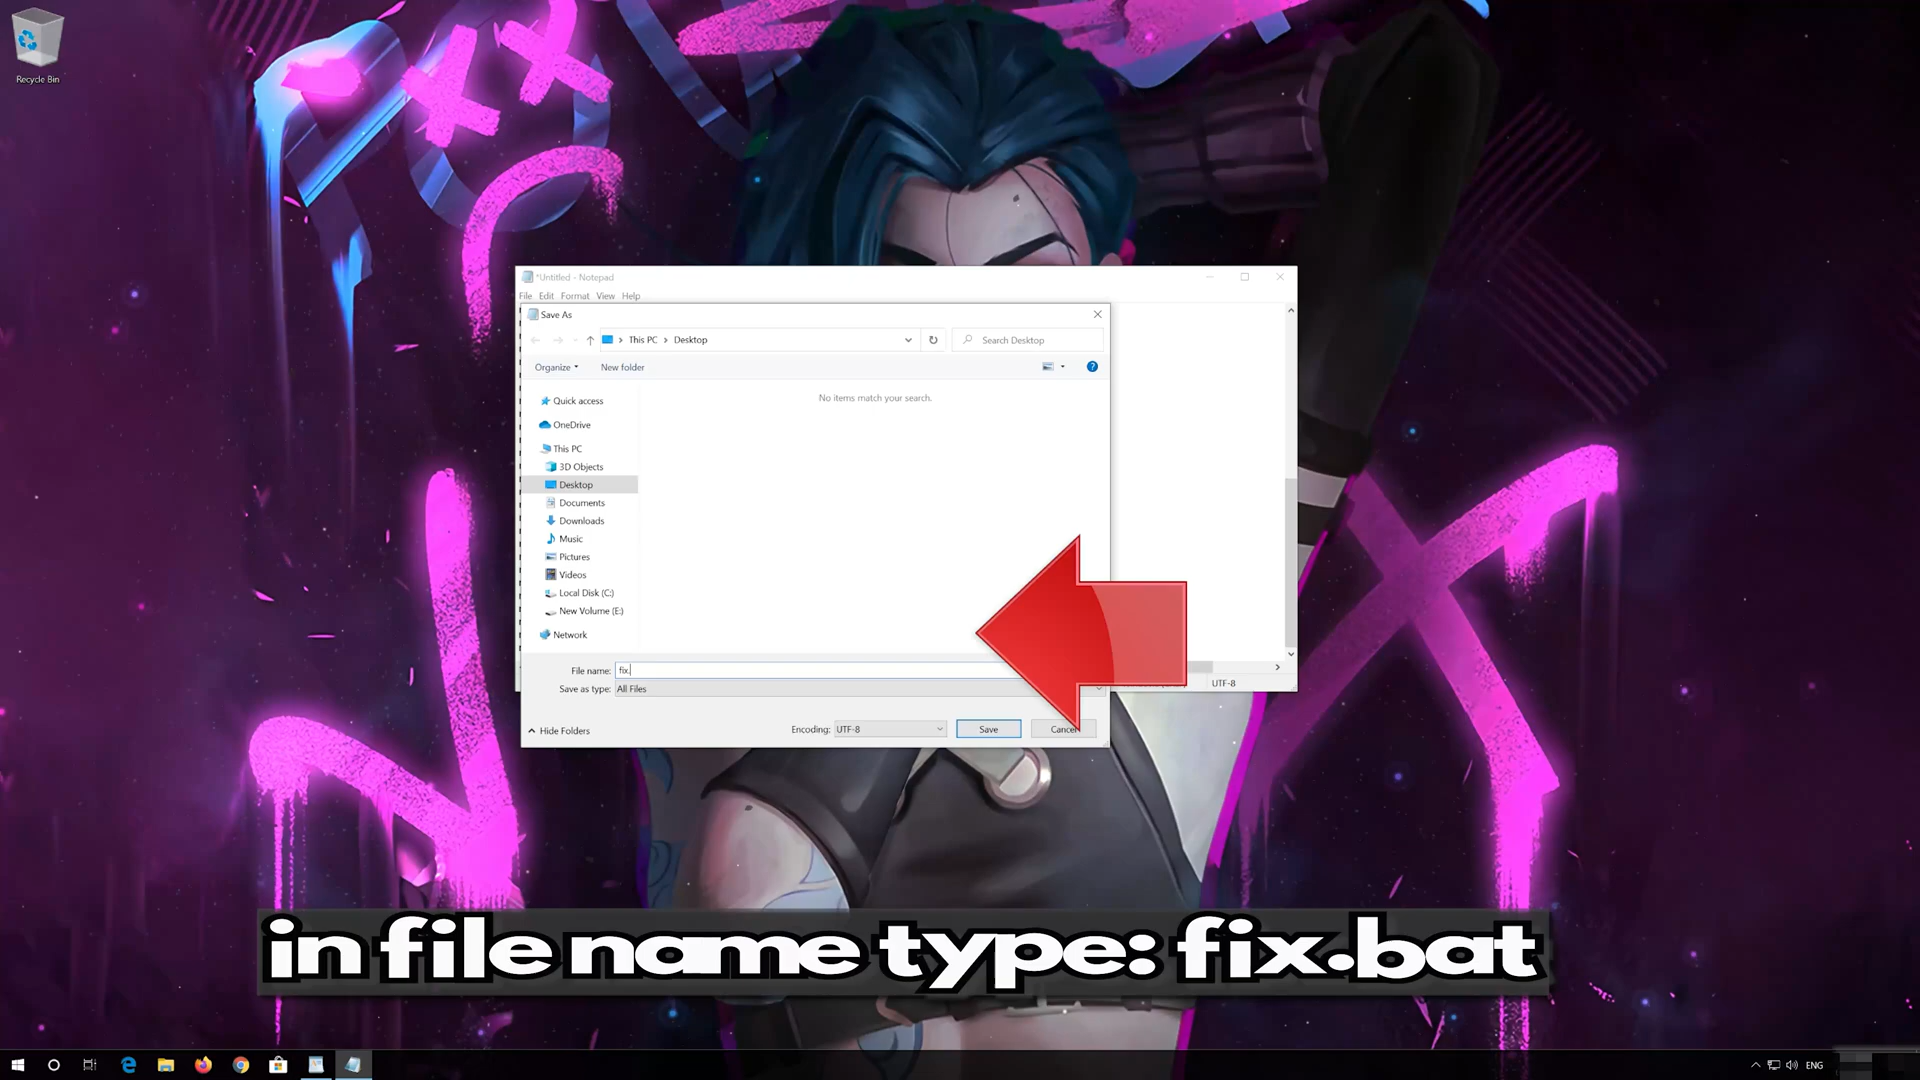 Recycle Bin
*Untitled - Notepad
File Edit Format View Help
Save As
This PC
Desktop
Search Desktop
Organize
New folder
No items match your search.
Quick access
OneDrive
This PC
3D Objects
Desktop
Documents
Downloads
Music
Pictures
Videos
Local Disk (C:)
New Volume (E:)
Network
File name: fix.
Save as type: All Files
UTF-8
Hide Folders
Encoding: UTF-8
Save
Cancel
in file name type: fix.bat
ENG